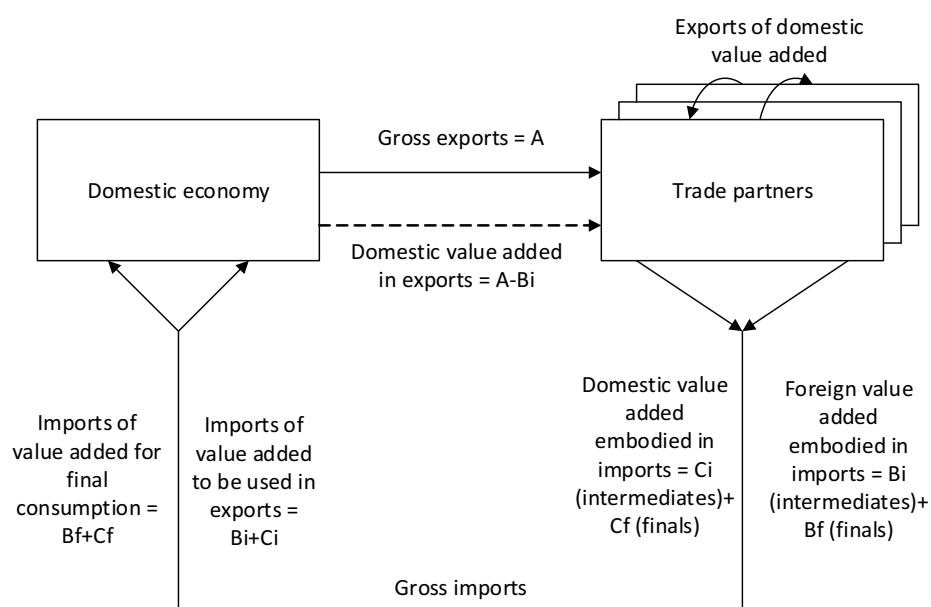 Exports of domestic
value added
Gross exports = A
Domestic economy
Trade partners
Domestic value added
in exports = A-Bi
Imports of
value added for
final
consumption =
Bf+Cf
Imports of
value added
to be used in
exports =
Bi+Ci
Domestic value
added
embodied in
imports = Ci
(intermediates)+
Cf (finals)
Foreign value
added
embodied in
imports = Bi
(intermediates)+
Bf (finals)
Gross imports